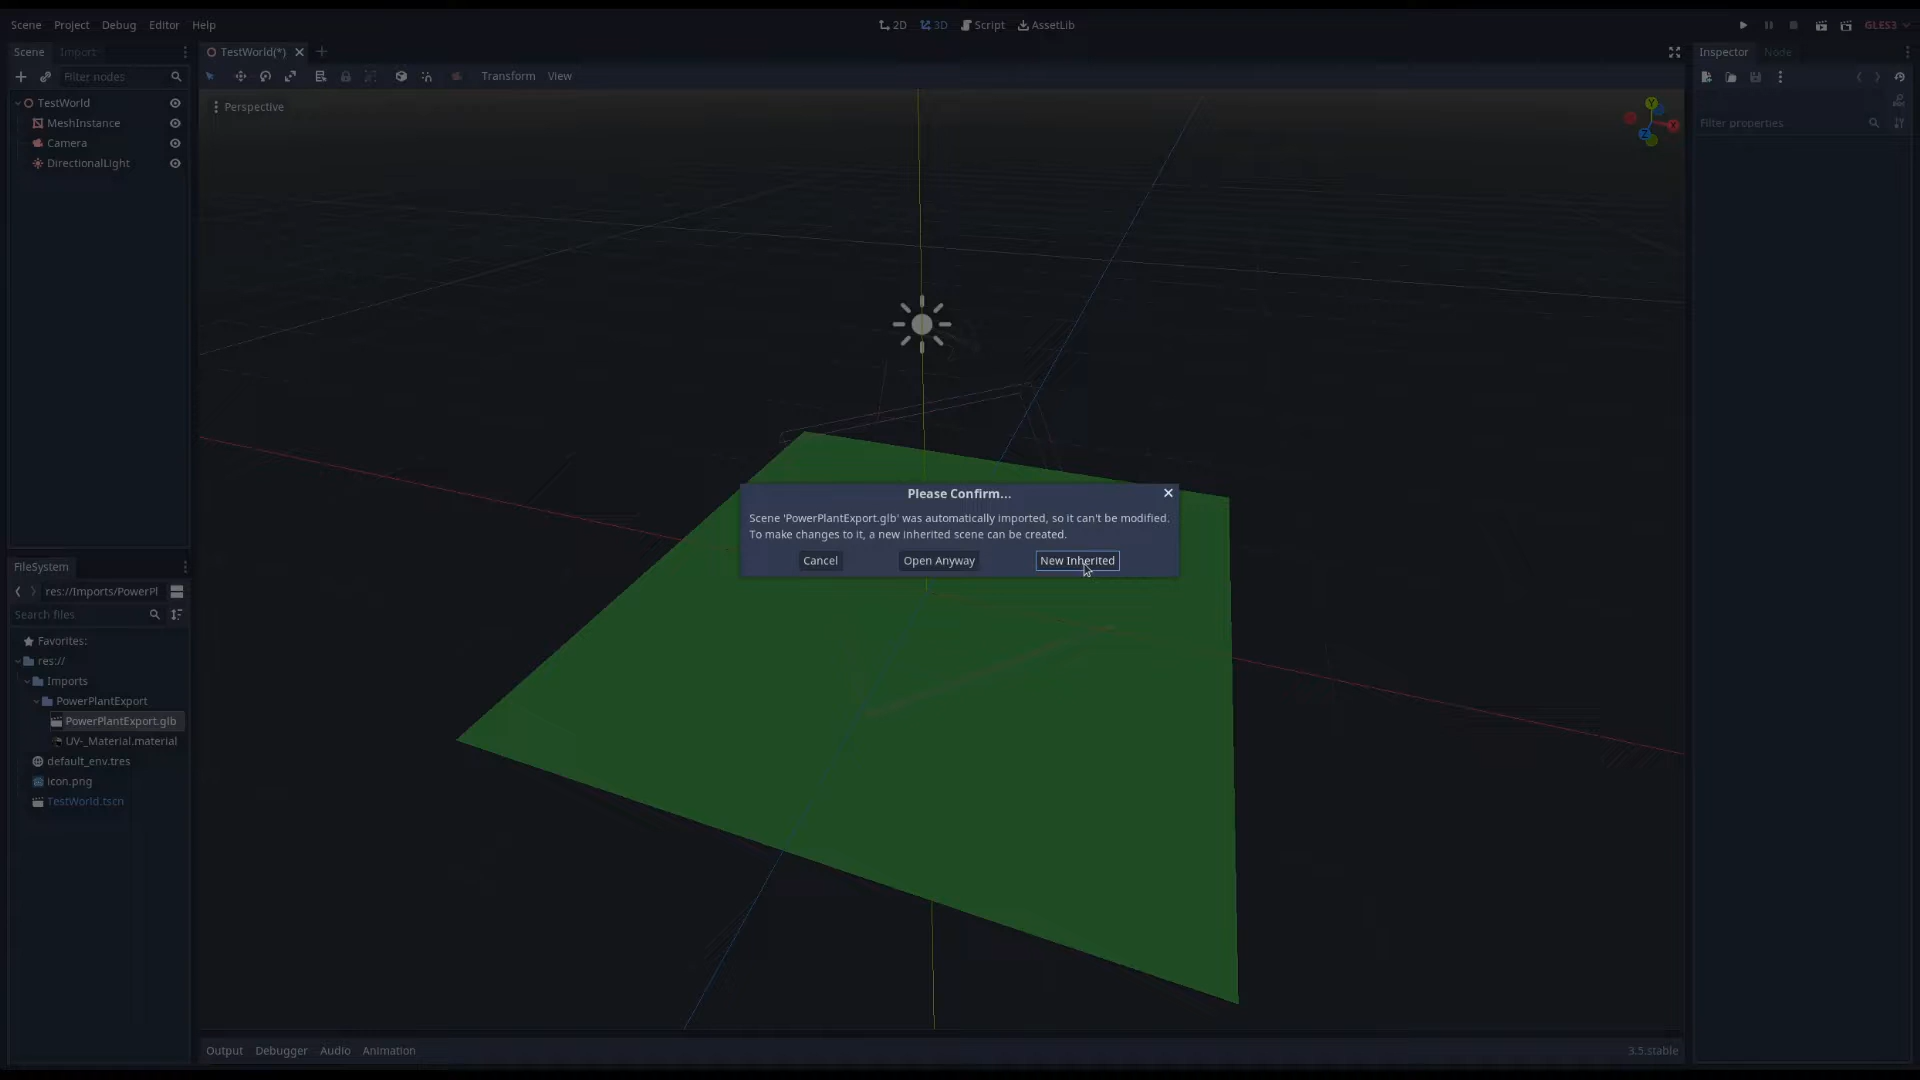 Scene Project Debug Editor Help
2D 3D Script AssetLib
GLES3
Scene Import
TestWorld(*)
Inspector Node
Filter nodes
Transform View
TestWorld
MeshInstance
Camera
DirectionalLight
Perspective
Y
X
Z
Filter properties
Please Confirm...
Scene 'PowerPlantExport.glb' was automatically imported, so it can't be modified.
To make changes to it, a new inherited scene can be created.
Cancel Open Anyway New Inherited
FileSystem
res://Imports/PowerPl
Search files
Favorites:
res://
Imports
PowerPlantExport
PowerPlantExport.glb
UV-_Material.material
default_env.tres
icon.png
TestWorld.tscn
Output Debugger Audio Animation
3.5.stable